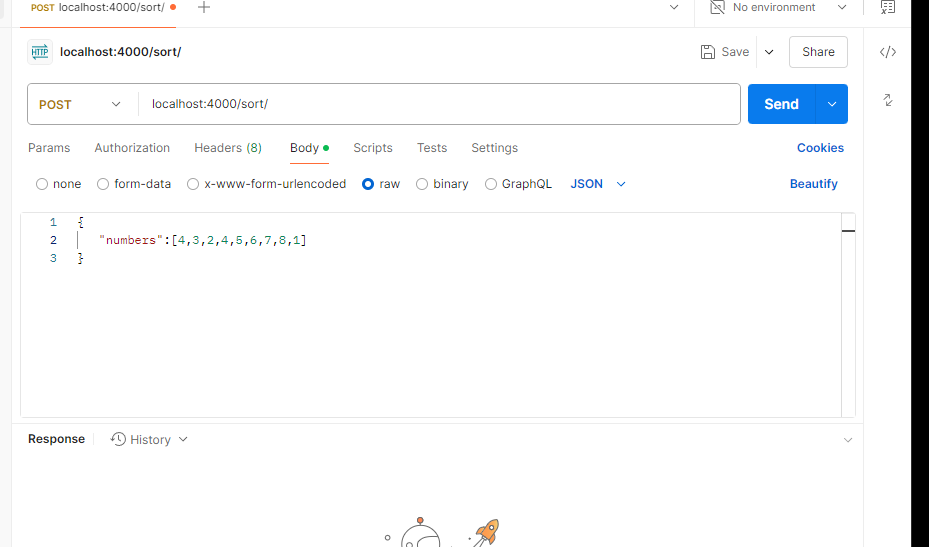 POST localhost:4000/sort/
No environment
HTTP localhost:4000/sort/
Save
Share
POST
localhost:4000/sort/
Send
Params
Authorization
Headers (8)
Body
Scripts
Tests
Settings
Cookies
none
form-data
x-www-form-urlencoded
raw
binary
GraphQL
JSON
Beautify
1 {
2 "numbers":[4,3,2,4,5,6,7,8,1]
3 }
Response
History